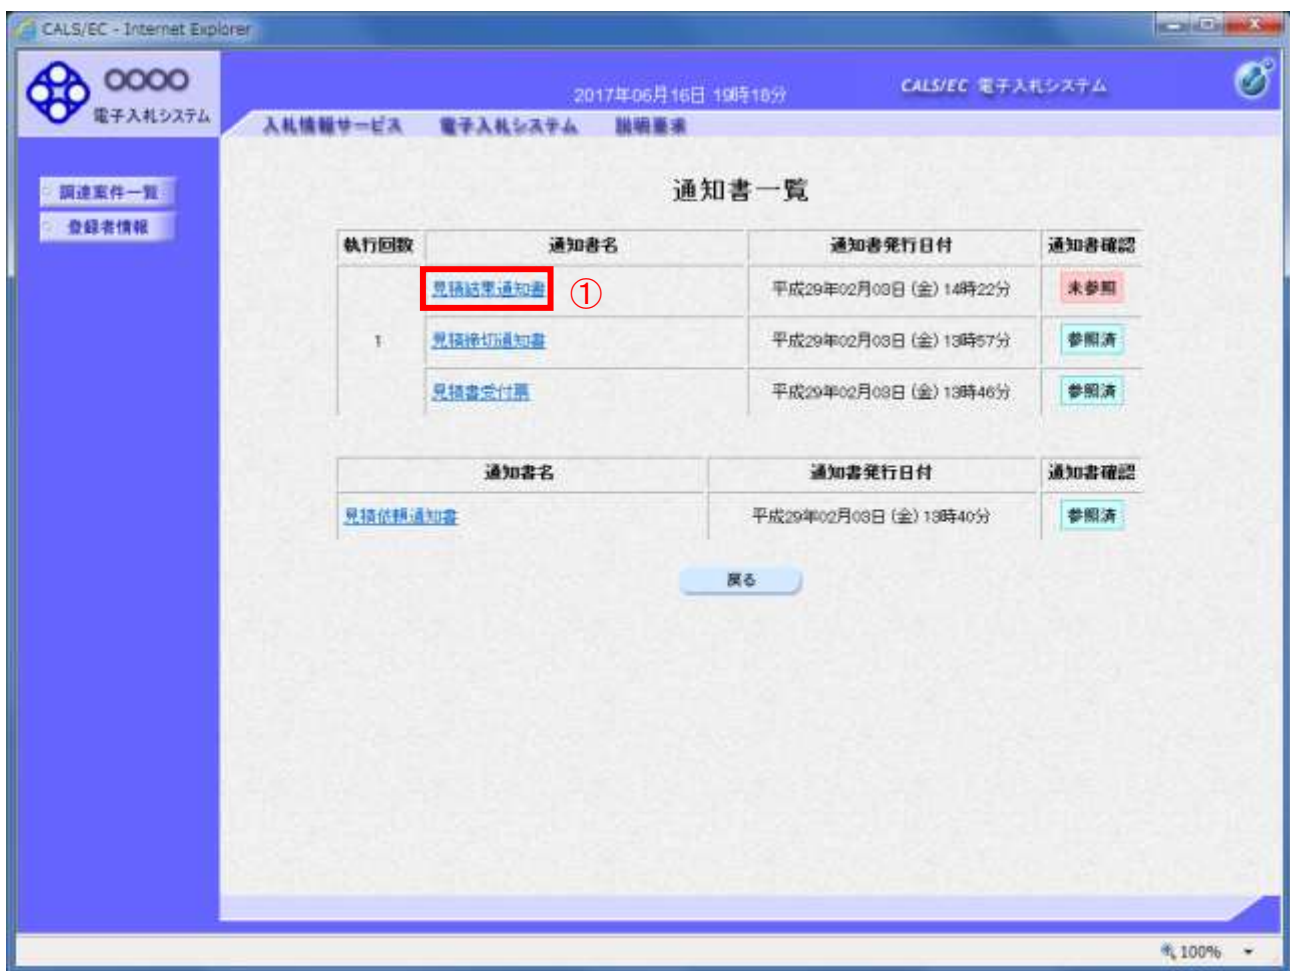 CALS/EC - Internet Explorer
OOOO
電子入札システム
2017年06月16日 19時18分
CALS/EC 電子入札システム
入札情報サービス 電子入札システム 説明要求
調達案件一覧
登録者情報
通知書一覧
執行回数 通知書名 通知書発行日付 通知書確認
見積結果通知書 ① 平成29年02月03日(金)14時22分 未参照
1 見積締切通知書 平成29年02月03日(金)13時57分 参照済
見積書受付票 平成29年02月03日(金)13時46分 参照済
通知書名 通知書発行日付 通知書確認
見積依頼通知書 平成29年02月03日(金)13時40分 参照済
戻る
100%